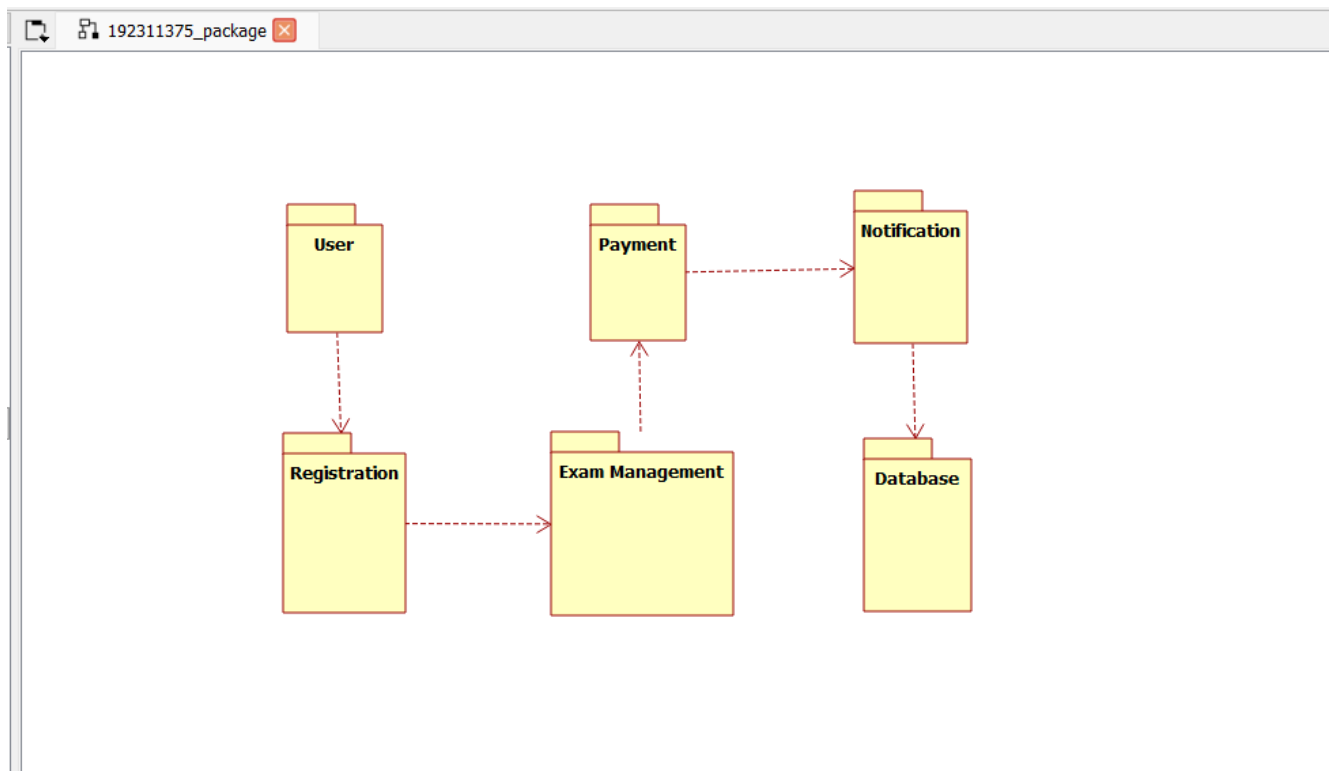 192311375_package
User
Payment
Notification
Registration
Exam Management
Database